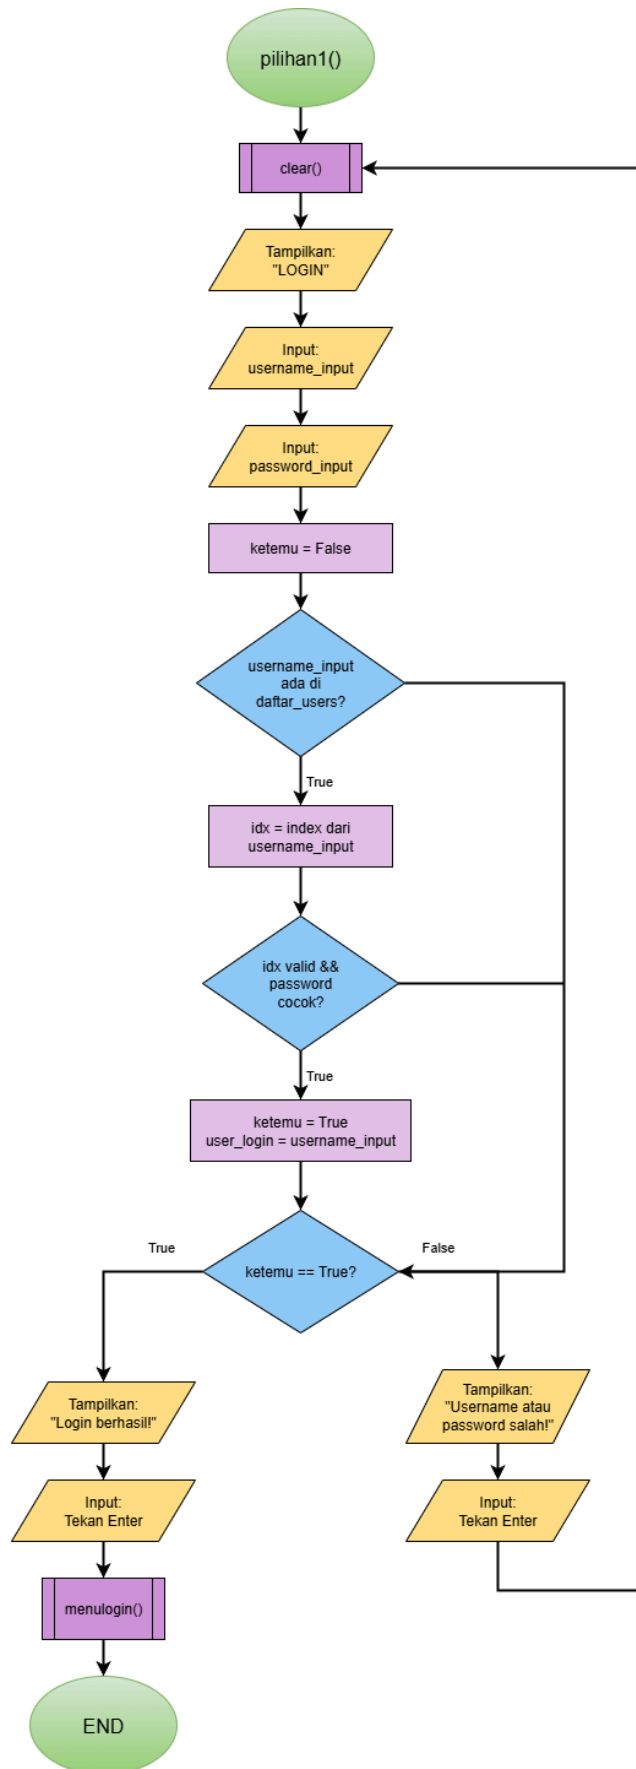 pilihan1()
clear()
Tampilkan:
"LOGIN"
Input:
username_input
Input:
password_input
ketemu = False
username_input
ada di
daftar_users?
True
idx = index dari
username_input
idx valid &&
password
cocok?
True
ketemu = True
user_login = username_input
True
False
ketemu == True?
Tampilkan:
"Login berhasil!"
Tampilkan:
"Username atau
password salah!"
Input:
Tekan Enter
Input:
Tekan Enter
menulogin()
END